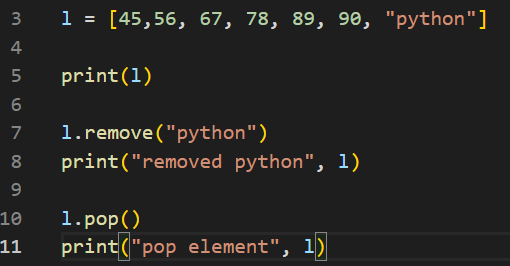 3 l = [45,56, 67, 78, 89, 90, "python"]
4
5 print(l)
6
7 l.remove("python")
8 print("removed python", l)
9
10 l.pop()
11 print("pop element", l)